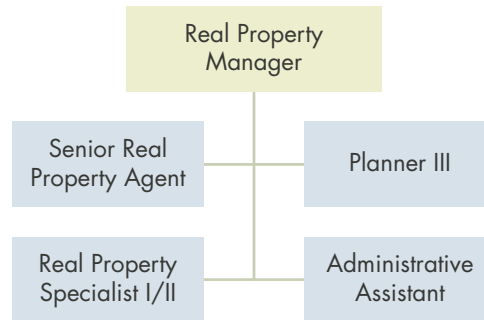 Real Property
Manager
Senior Real
Property Agent
Planner III
Real Property
Specialist I/II
Administrative
Assistant